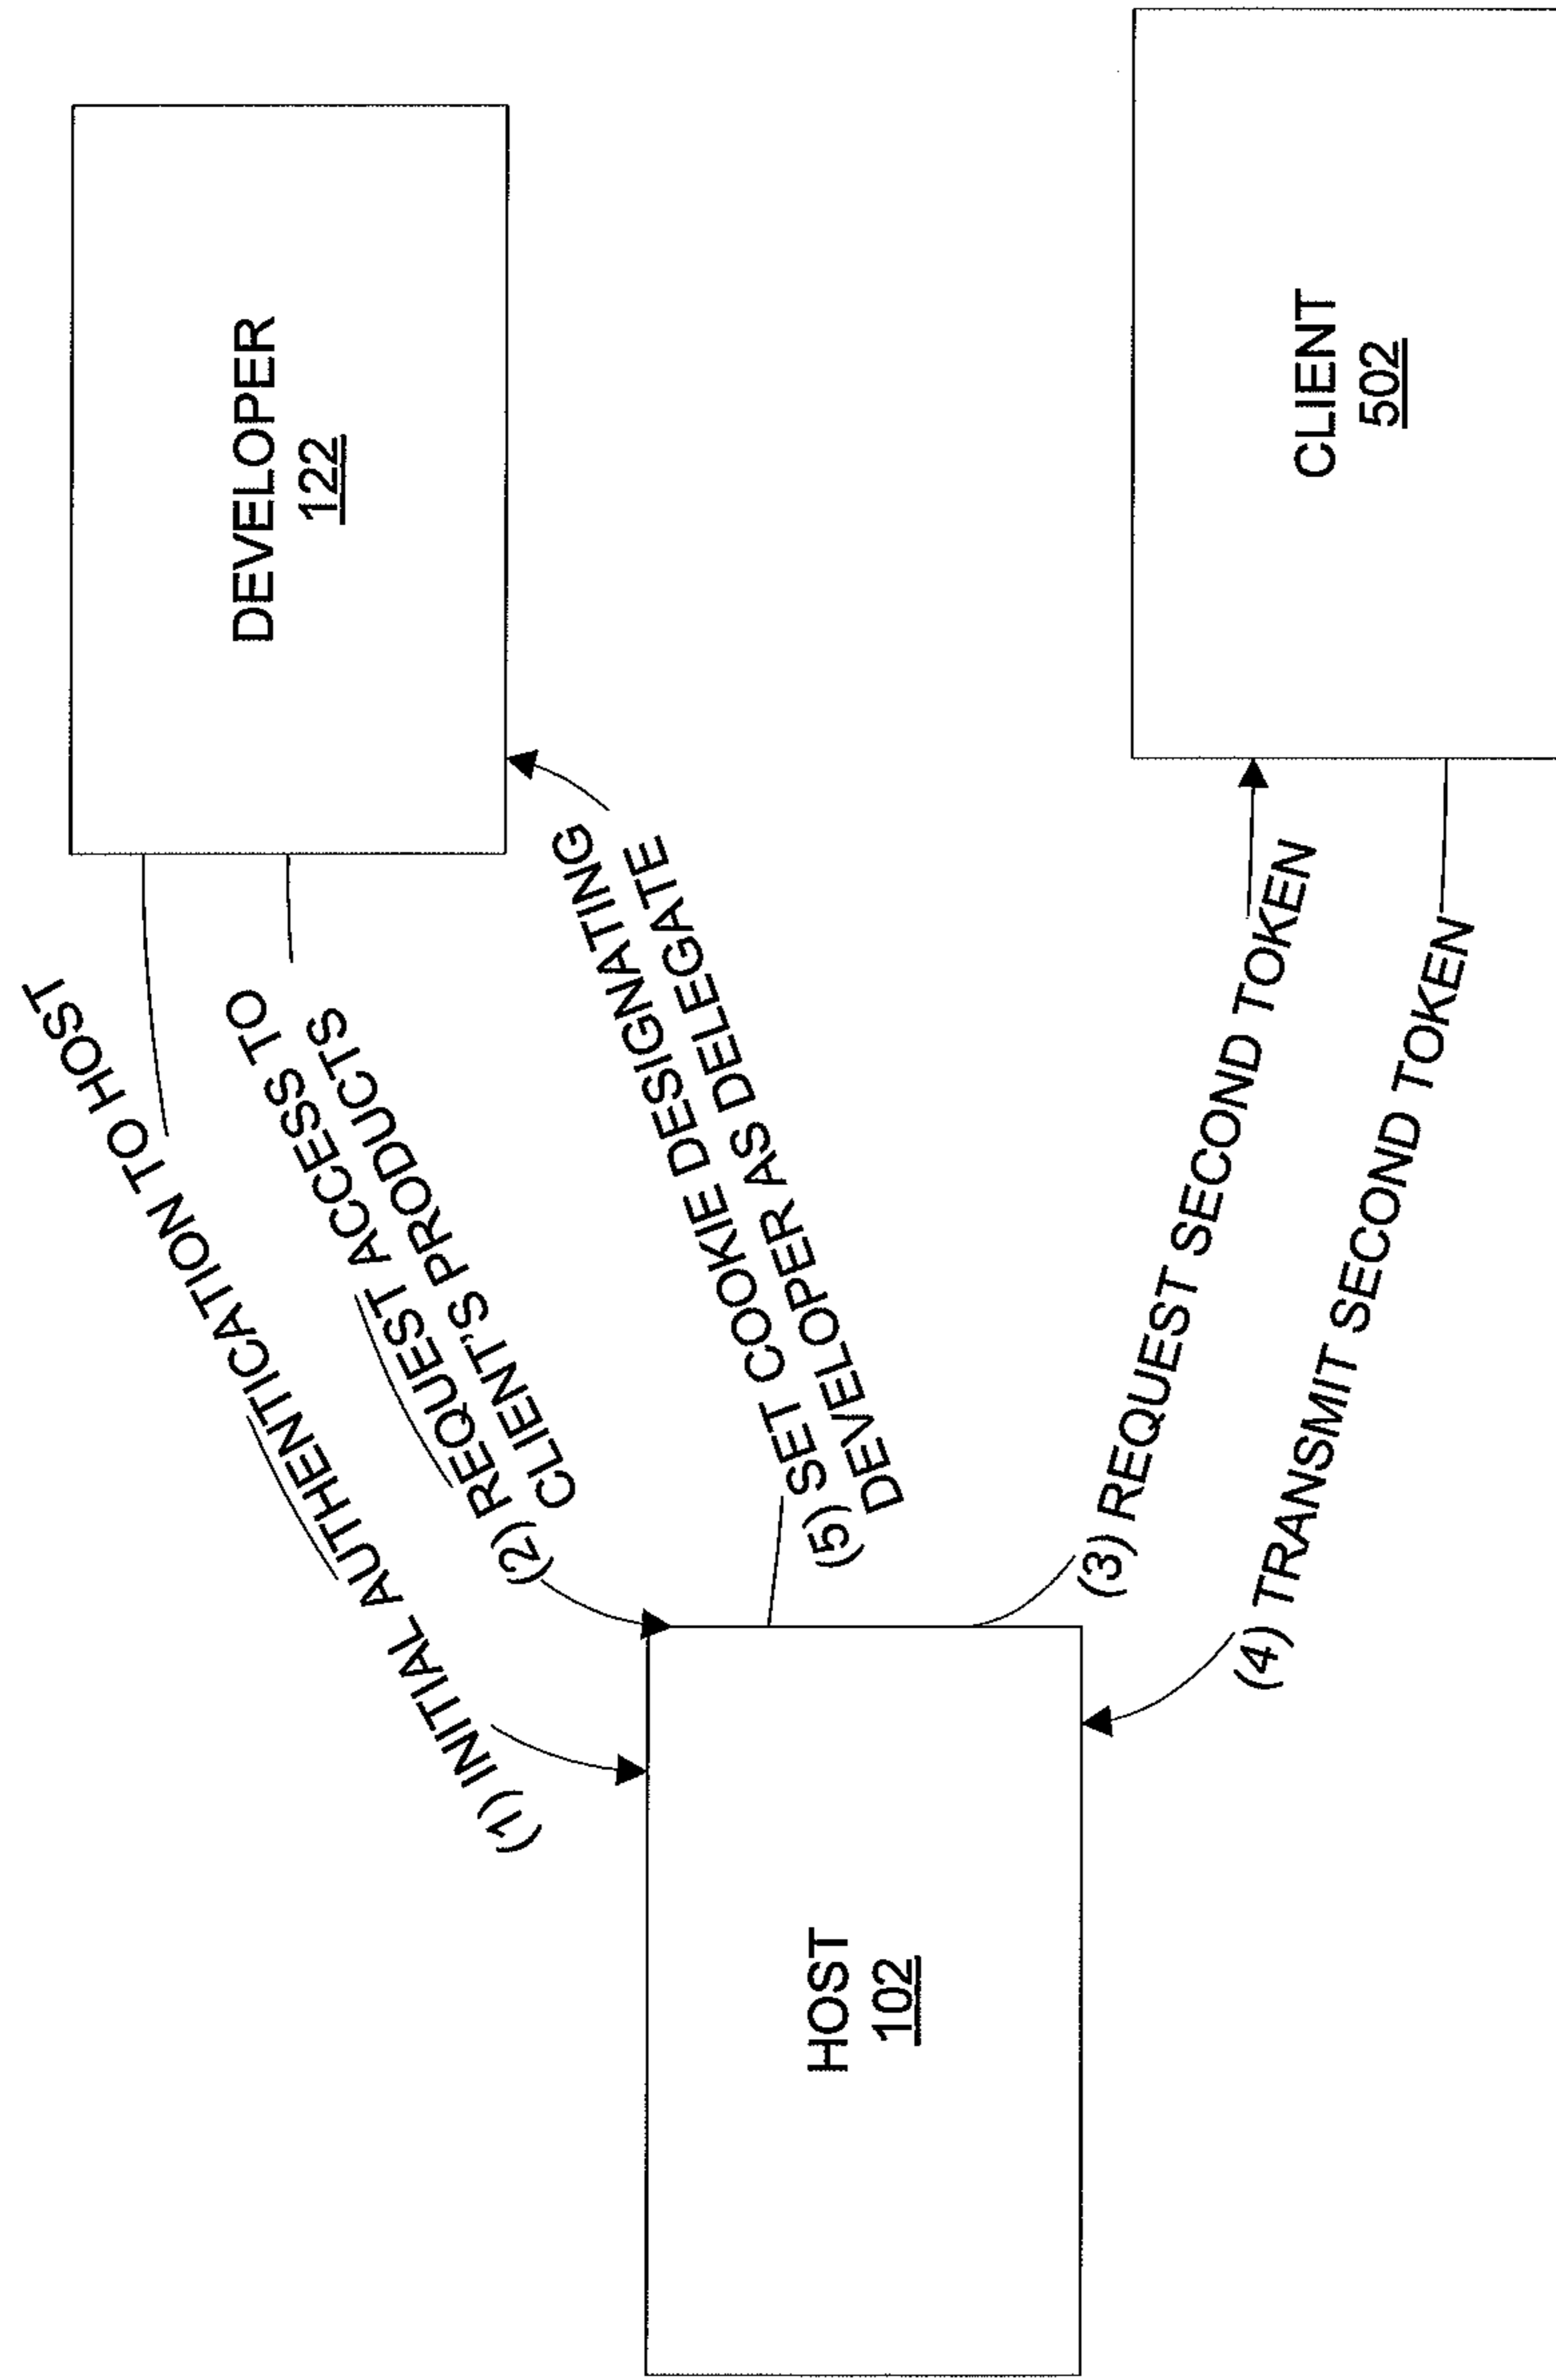 DEVELOPER
122
(1) INITIAL AUTHENTICATION TO HOST
(2) REQUEST ACCESS TO
CLIENT'S PRODUCTS
(5) SET COOKIE DESIGNATING
DEVELOPER AS DELEGATE
HOST
102
(3) REQUEST SECOND TOKEN
(4) TRANSMIT SECOND TOKEN
CLIENT
502